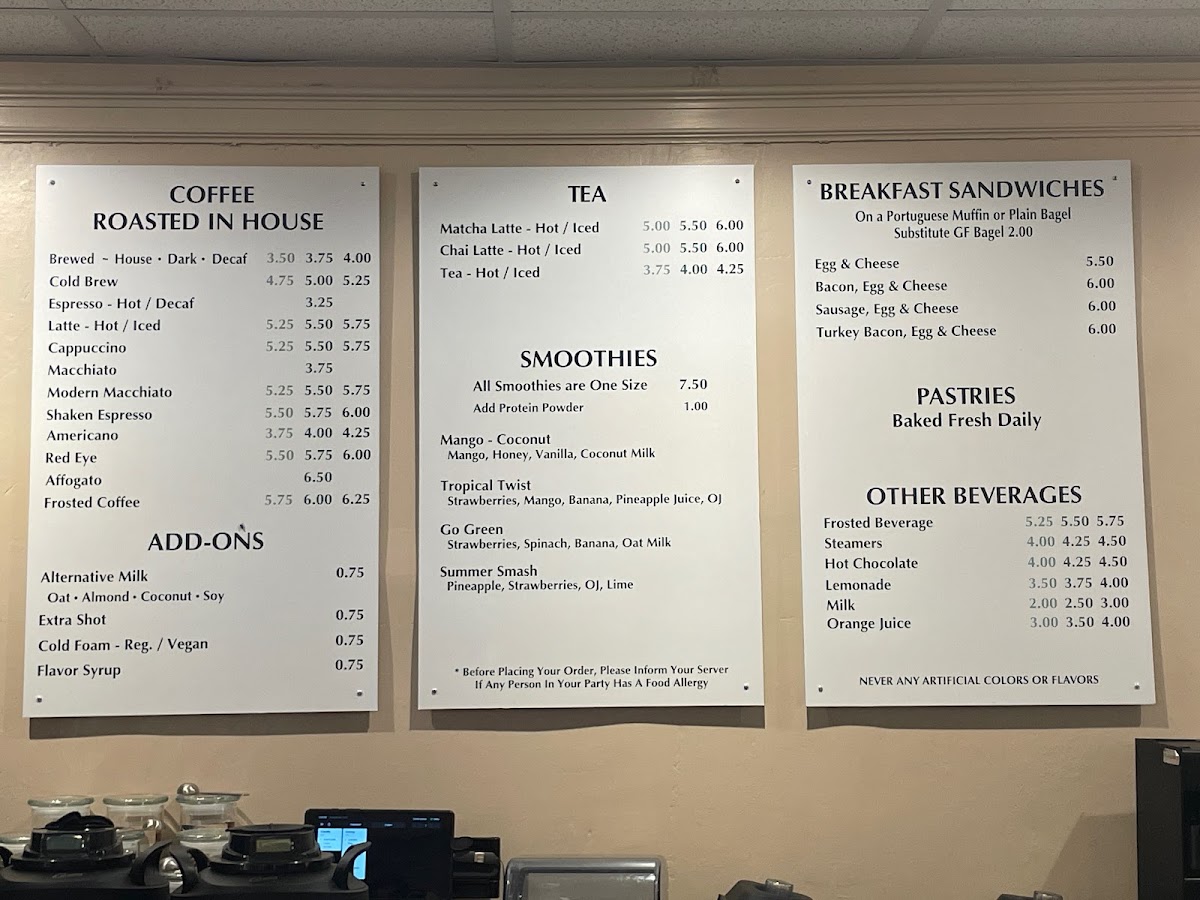 COFFEE
ROASTED IN HOUSE
Brewed ~ House • Dark • Decaf 3.50 3.75 4.00
Cold Brew 4.75 5.00 5.25
Espresso - Hot / Decaf 3.25
Latte - Hot / Iced 5.25 5.50 5.75
Cappuccino 5.25 5.50 5.75
Macchiato 3.75
Modern Macchiato 5.25 5.50 5.75
Shaken Espresso 5.50 5.75 6.00
Americano 3.75 4.00 4.25
Red Eye 5.50 5.75 6.00
Affogato 6.50
Frosted Coffee 5.75 6.00 6.25
ADD-ONS
Alternative Milk 0.75
Oat • Almond • Coconut • Soy
Extra Shot 0.75
Cold Foam - Reg. / Vegan 0.75
Flavor Syrup 0.75
TEA
Matcha Latte - Hot / Iced 5.00 5.50 6.00
Chai Latte - Hot / Iced 5.00 5.50 6.00
Tea - Hot / Iced 3.75 4.00 4.25
SMOOTHIES
All Smoothies are One Size 7.50
Add Protein Powder 1.00
Mango - Coconut
Mango, Honey, Vanilla, Coconut Milk
Tropical Twist
Strawberries, Mango, Banana, Pineapple Juice, OJ
Go Green
Strawberries, Spinach, Banana, Oat Milk
Summer Smash
Pineapple, Strawberries, OJ, Lime
* Before Placing Your Order, Please Inform Your Server
If Any Person In Your Party Has A Food Allergy
BREAKFAST SANDWICHES
On a Portuguese Muffin or Plain Bagel
Substitute GF Bagel 2.00
Egg & Cheese 5.50
Bacon, Egg & Cheese 6.00
Sausage, Egg & Cheese 6.00
Turkey Bacon, Egg & Cheese 6.00
PASTRIES
Baked Fresh Daily
OTHER BEVERAGES
Frosted Beverage 5.25 5.50 5.75
Steamers 4.00 4.25 4.50
Hot Chocolate 4.00 4.25 4.50
Lemonade 3.50 3.75 4.00
Milk 2.00 2.50 3.00
Orange Juice 3.00 3.50 4.00
NEVER ANY ARTIFICIAL COLORS OR FLAVORS